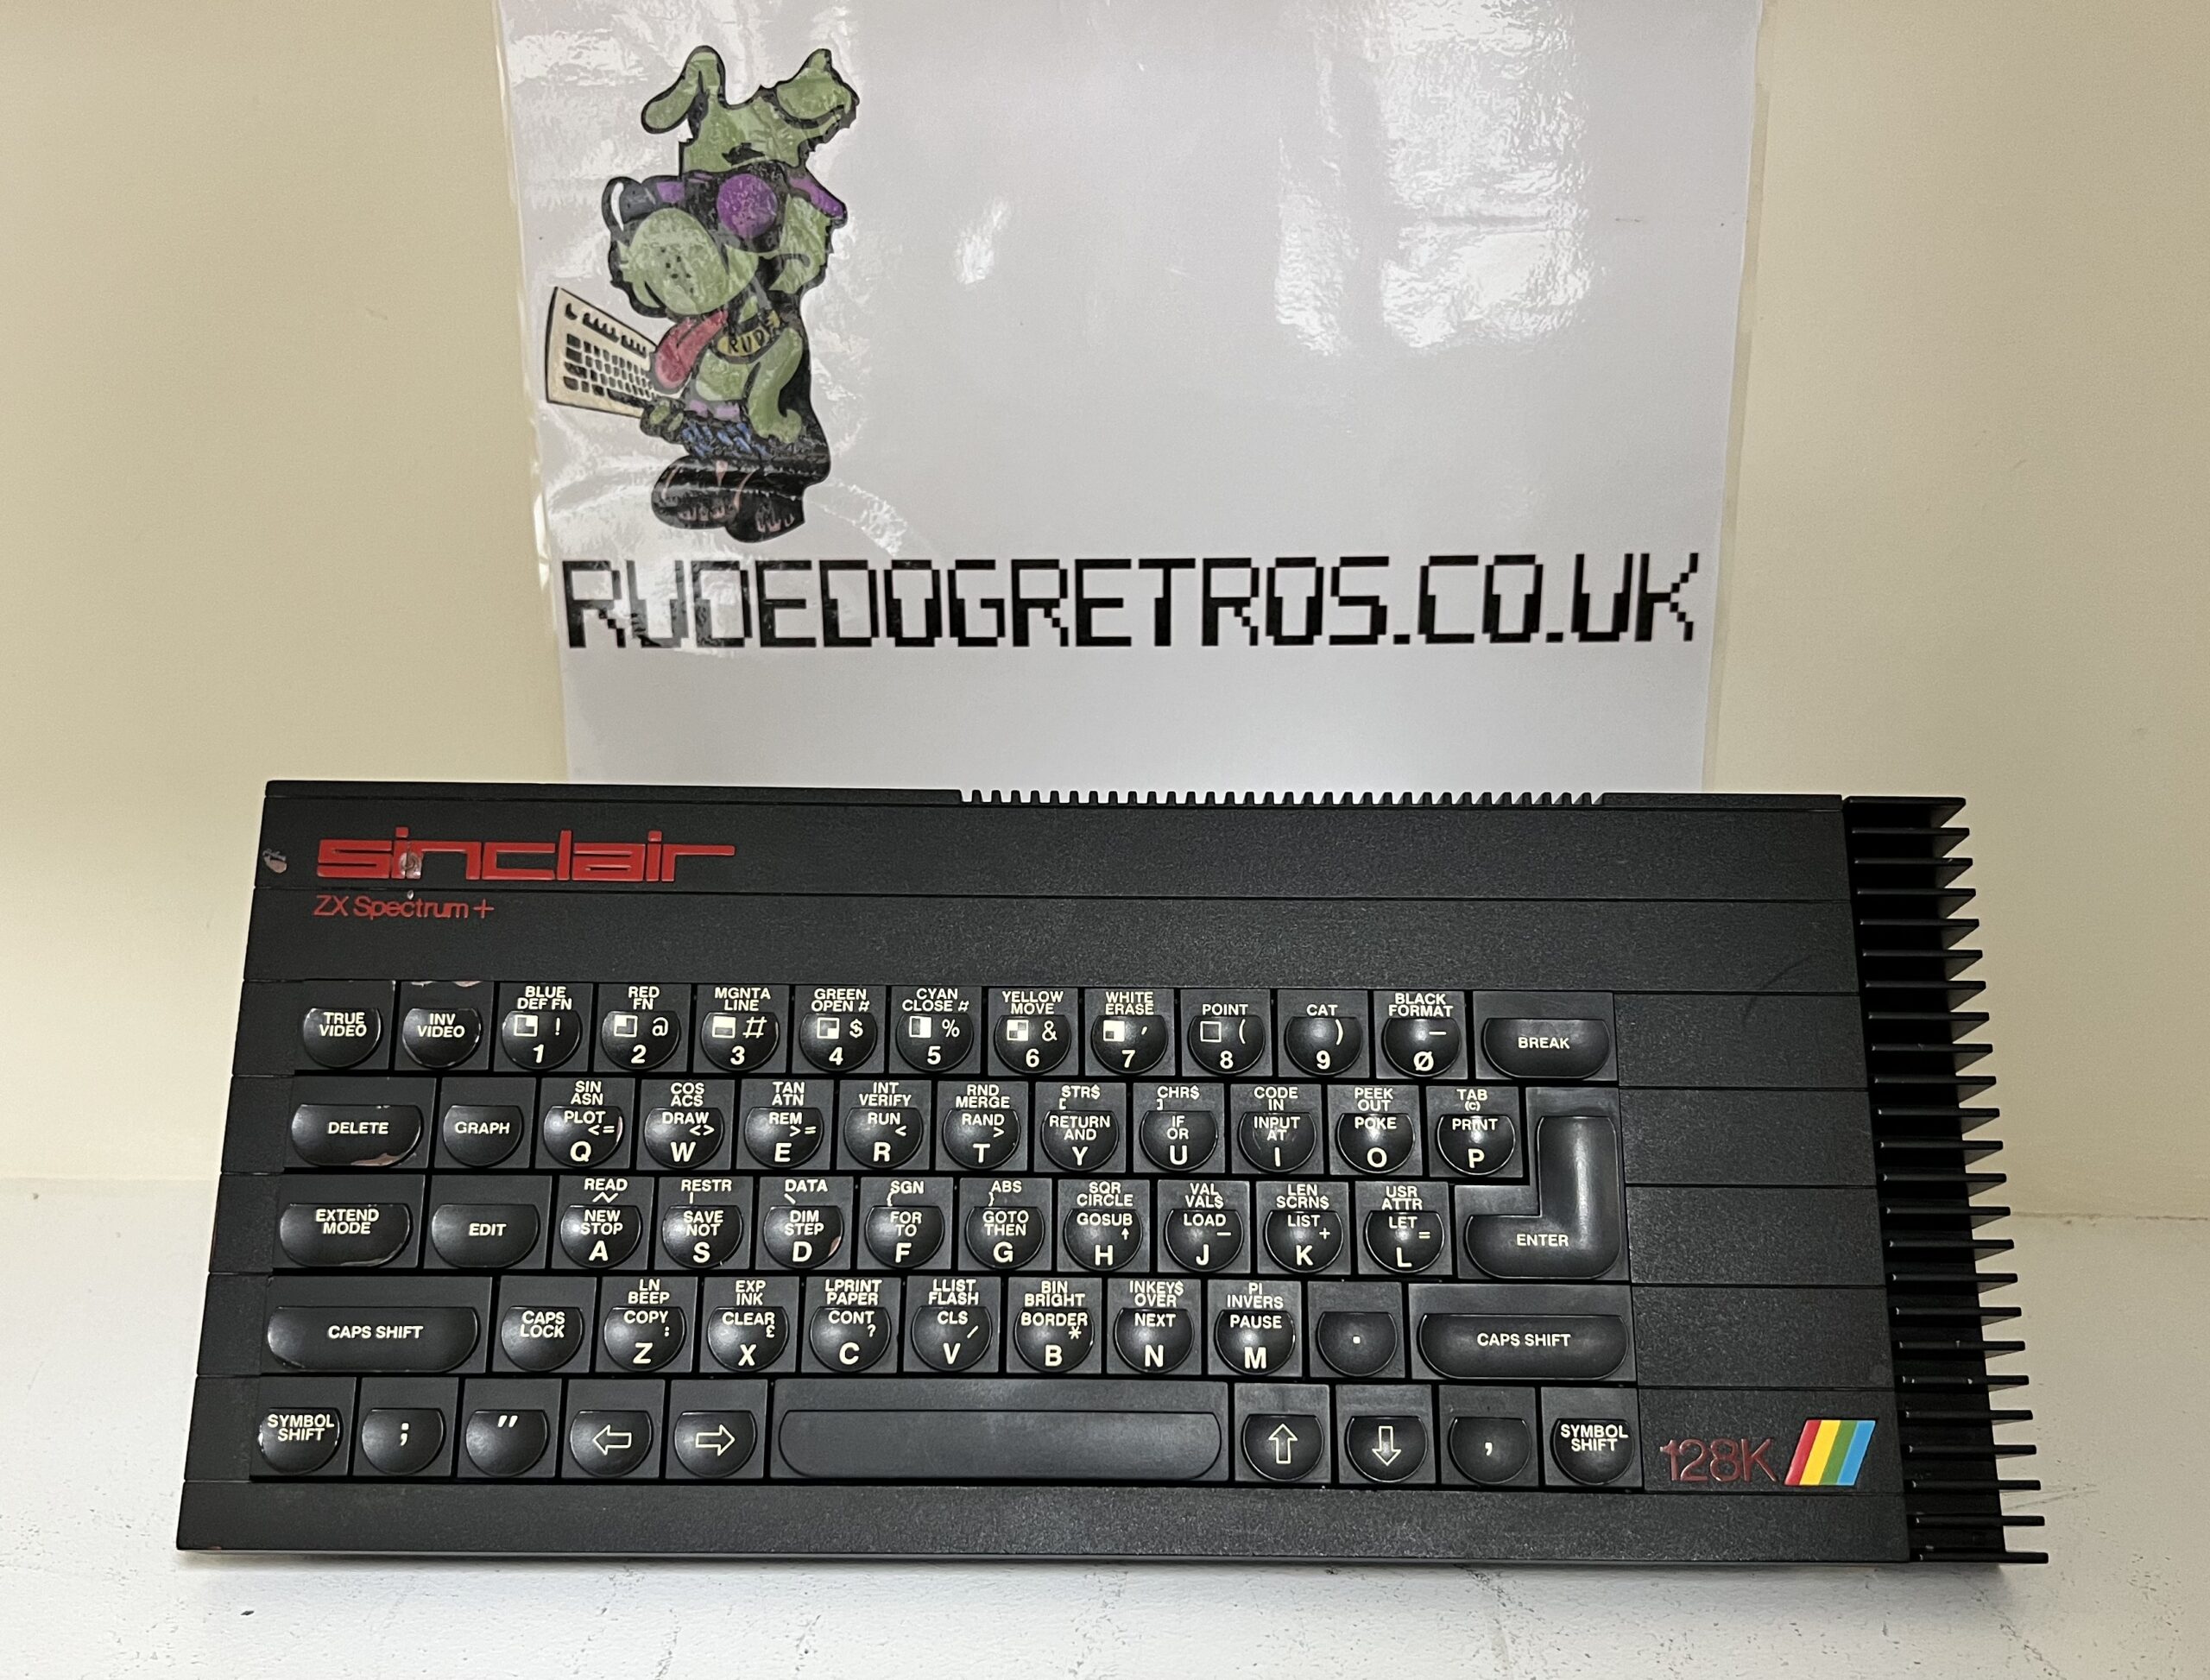 RUDE
RUDEDOGRETROS.CO.UK
sinclair
ZX Spectrum +
BLUE RED MGNTA GREEN CYAN YELLOW WHITE POINT CAT BLACK
DEF FN FN LINE OPEN # CLOSE # MOVE ERASE FORMAT
TRUE VIDEO INV VIDEO ! @ # $ % & ' ( ) _ BREAK
1 2 3 4 5 6 7 8 9 Ø
SIN COS TAN INT RND STR$ CHR$ CODE PEEK TAB
ASN ACS ATN VERIFY MERGE [ ] IN OUT (C)
DELETE GRAPH PLOT DRAW REM RUN RAND RETURN IF INPUT POKE PRINT
<= <> >= < > AND OR AT
Q W E R T Y U I O P
READ RESTR DATA SGN ABS SQR VAL LEN USR
~ | \ { } CIRCLE VAL$ SCRN$ ATTR
EXTEND MODE EDIT NEW SAVE DIM FOR GOTO GOSUB LOAD LIST LET ENTER
STOP NOT STEP TO THEN ↑ − + =
A S D F G H J K L
LN EXP LPRINT LLIST BIN INKEY$ PI
BEEP INK PAPER FLASH BRIGHT OVER INVERS
CAPS SHIFT CAPS LOCK COPY CLEAR CONT CLS BORDER NEXT PAUSE . CAPS SHIFT
: £ ? / *
Z X C V B N M
SYMBOL SHIFT ; " ⇦ ⇨ ⇧ ⇩ , SYMBOL SHIFT
128K